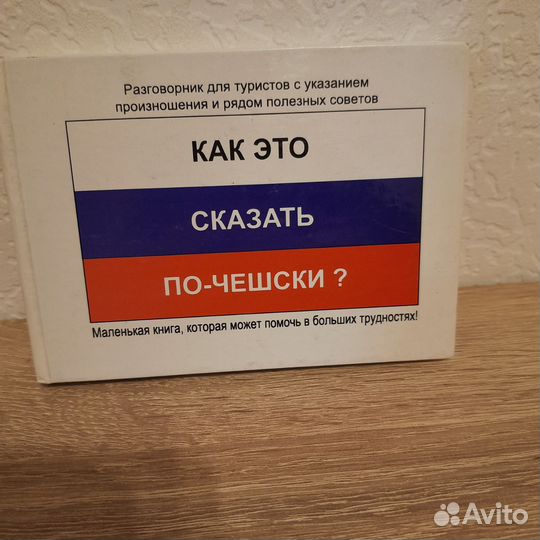 Разговорник для туристов с указанием
произношения и рядом полезных советов
КАК ЭТО
СКАЗАТЬ
ПО-ЧЕШСКИ ?
Маленькая книга, которая может помочь в больших трудностях!
Avito